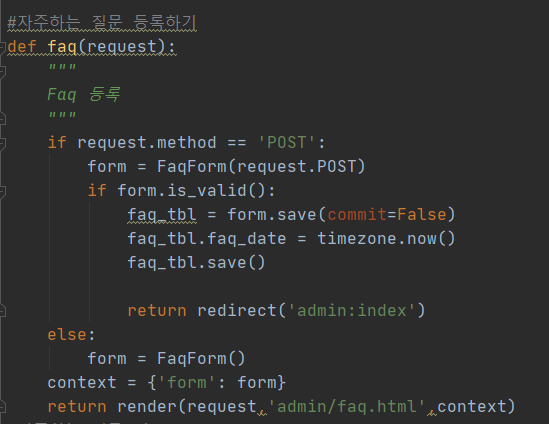 #자주하는 질문 등록하기
def faq(request):
    """
    Faq 등록
    """
    if request.method == 'POST':
        form = FaqForm(request.POST)
        if form.is_valid():
            faq_tbl = form.save(commit=False)
            faq_tbl.faq_date = timezone.now()
            faq_tbl.save()

            return redirect('admin:index')
    else:
        form = FaqForm()
    context = {'form': form}
    return render(request,'admin/faq.html',context)